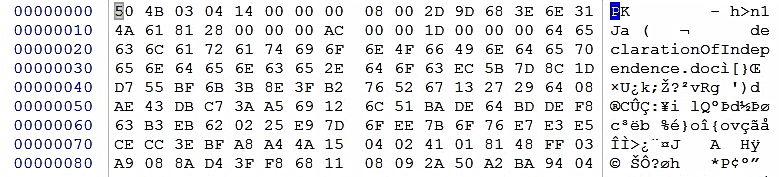 00000000 50 4B 03 04 14 00 00 00 08 00 2D 9D 68 3E 6E 31 PK - h>n1
00000010 4A 61 81 28 00 00 00 AC 00 00 1D 00 00 00 64 65 Ja ( ¬ de
00000020 63 6C 61 72 61 74 69 6F 6E 4F 66 49 6E 64 65 70 clarationOfIndep
00000030 65 6E 64 65 6E 63 65 2E 64 6F 63 EC 5B 7D 8C 1D endence.docì[}Œ
00000040 D7 55 BF 6B 3B 8E 3F B2 76 52 67 13 27 29 64 08 ×U¿k;Ž?²vRg ')d
00000050 AE 43 DB C7 3A A5 69 12 6C 51 BA DE 64 BD DE F8 ®CÛÇ:¥i lQºÞd½Þø
00000060 63 B3 EB 62 02 25 E9 7D 6F EE 7B 6F 76 E7 E3 E5 c³ëb %é}oî{ovçãå
00000070 CE CC 3E BF A8 A4 4A 15 04 02 41 01 81 48 FF 03 ÎÌ>¿¨¤J A Hÿ
00000080 A9 08 8A D4 3F F8 68 11 08 09 2A 50 A2 BA 94 04 © ŠÔ?øh *P¢º”